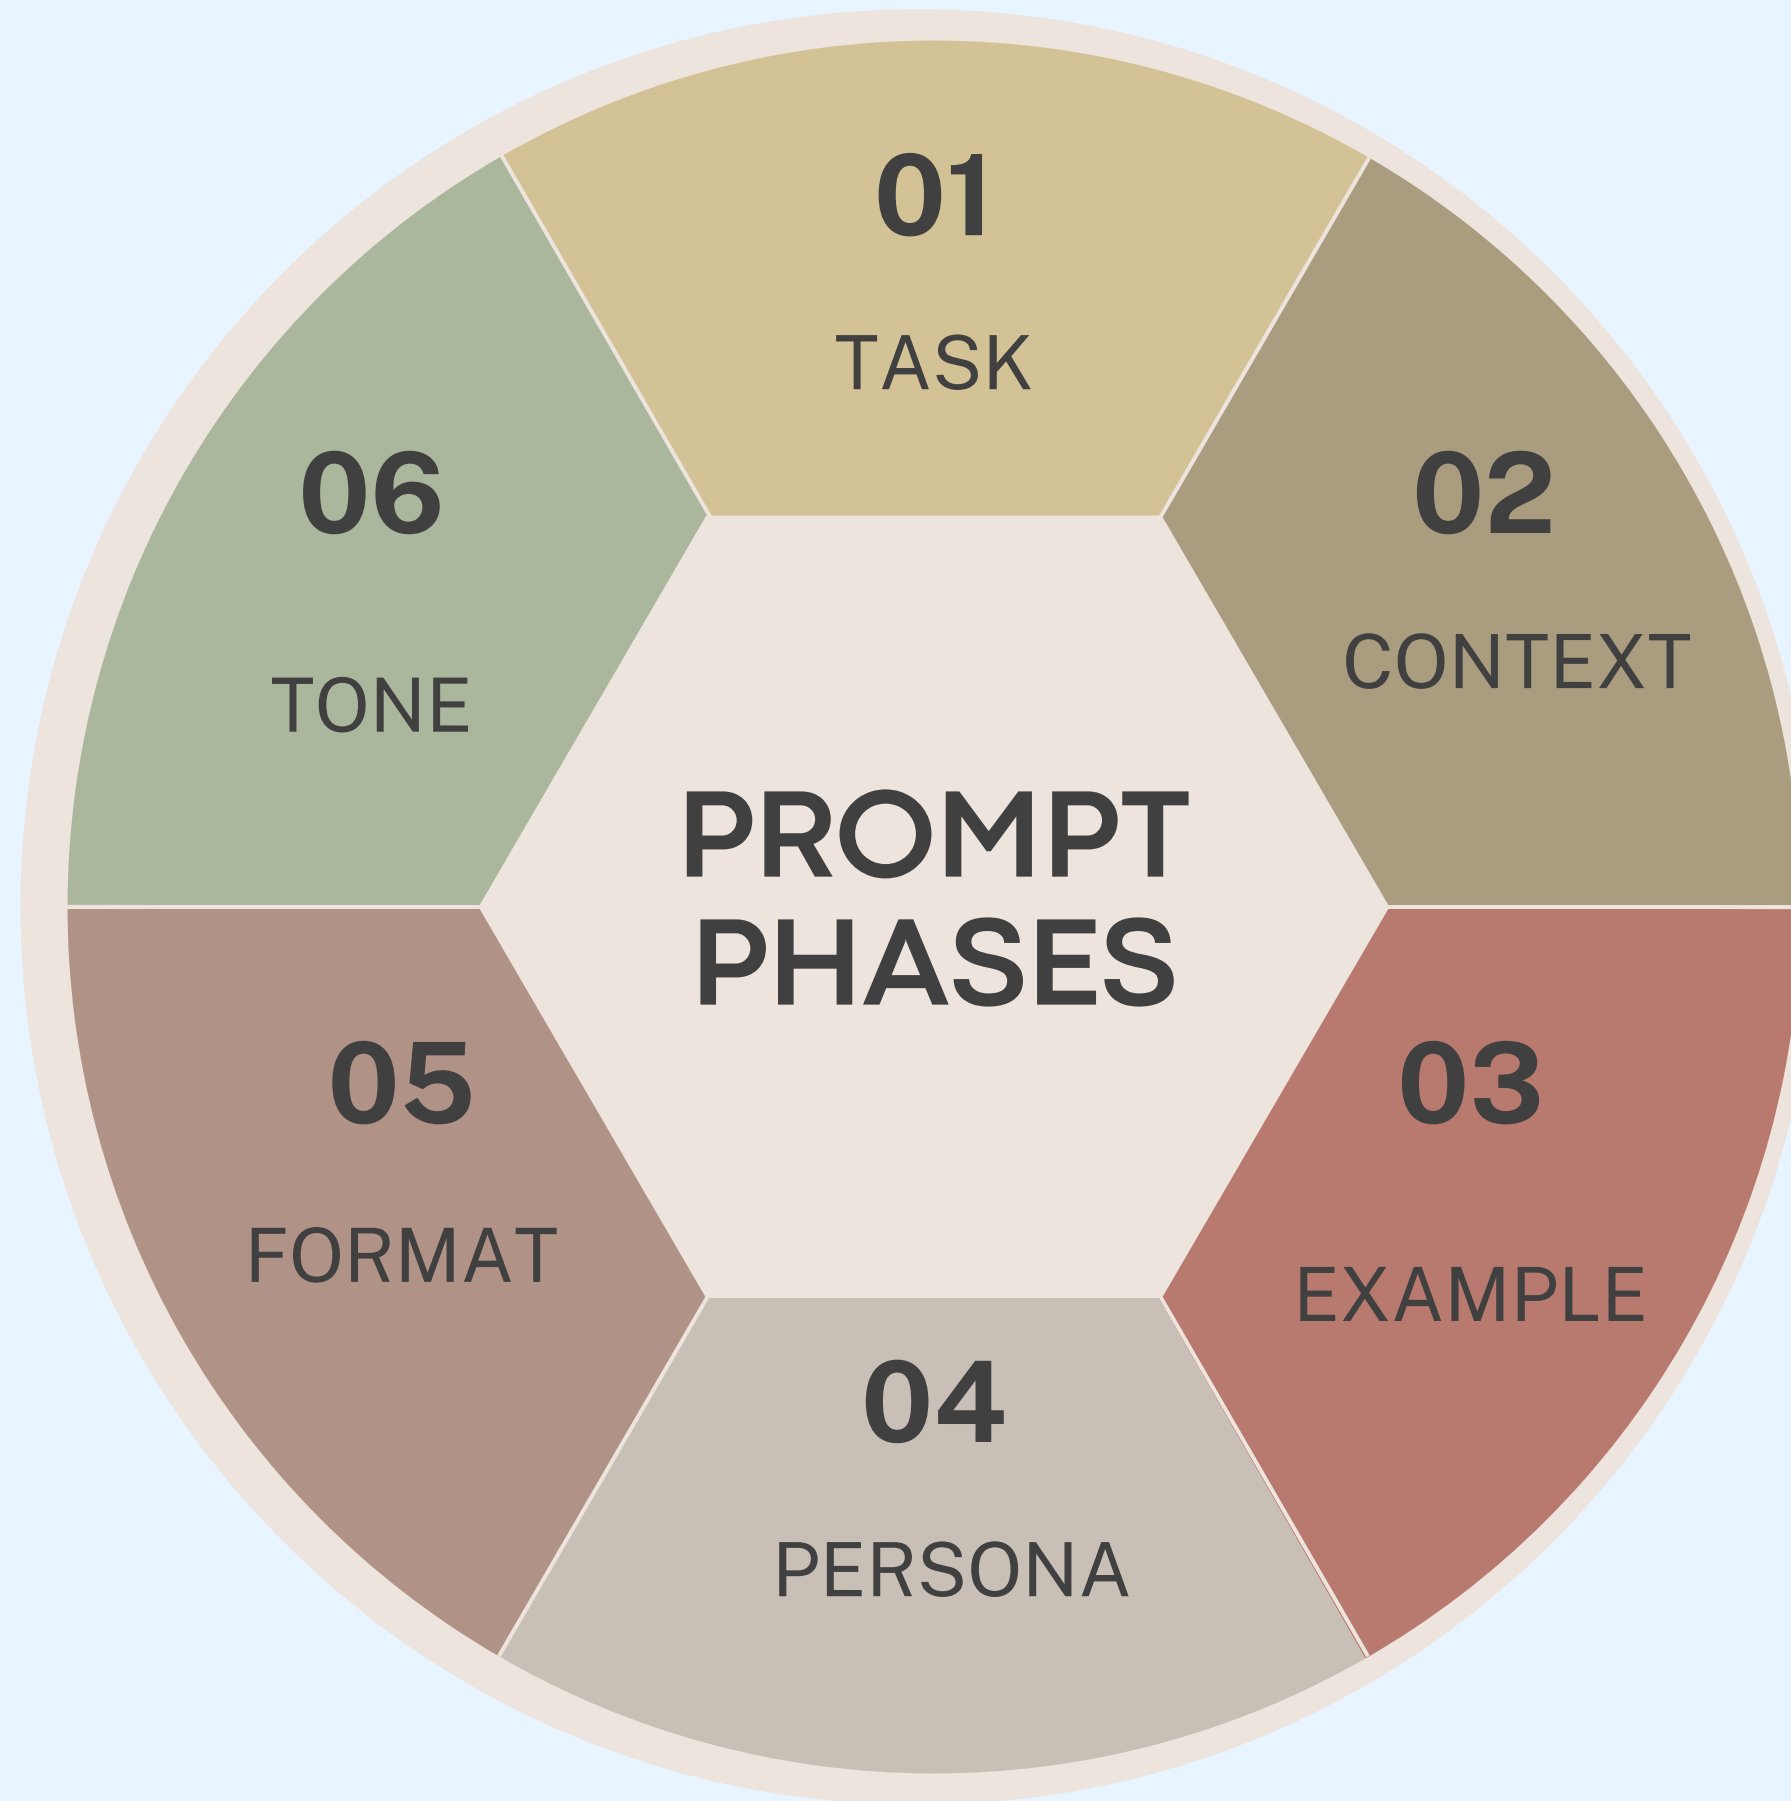 01
TASK
02
CONTEXT
03
EXAMPLE
04
PERSONA
05
FORMAT
06
TONE
PROMPT
PHASES